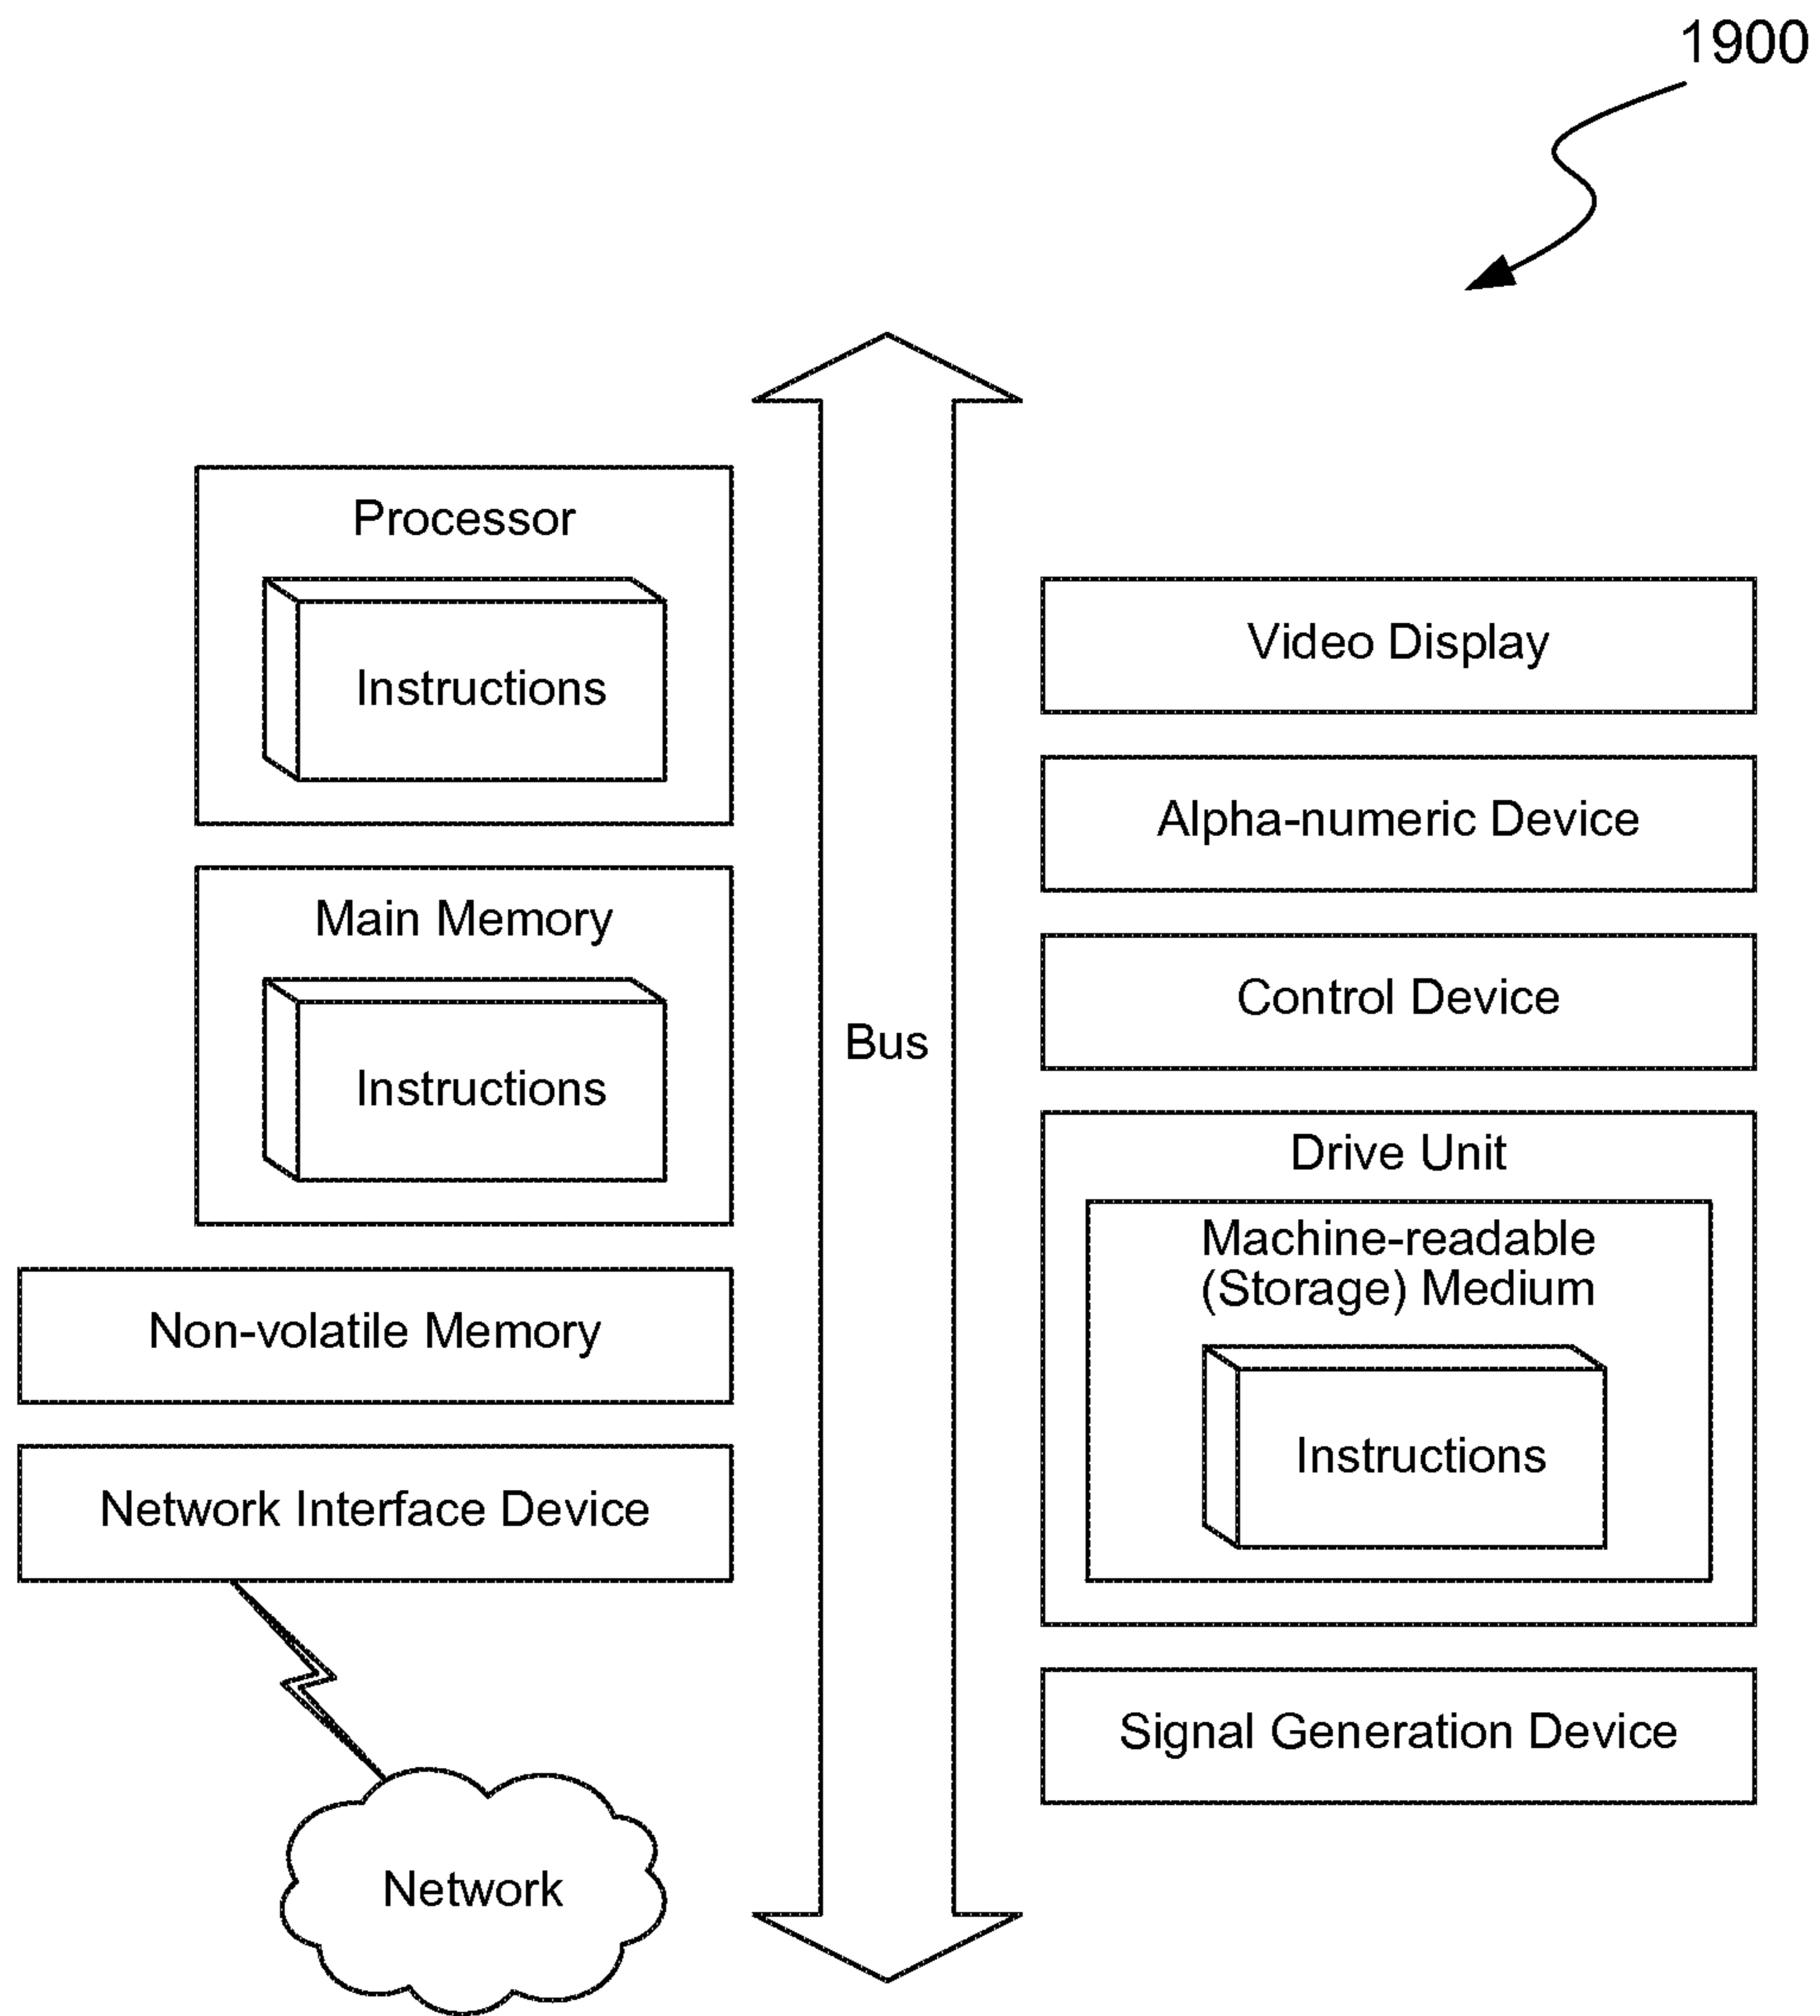 1900
Processor
Instructions
Main Memory
Instructions
Non-volatile Memory
Network Interface Device
Network
Bus
Video Display
Alpha-numeric Device
Control Device
Drive Unit
Machine-readable
(Storage) Medium
Instructions
Signal Generation Device